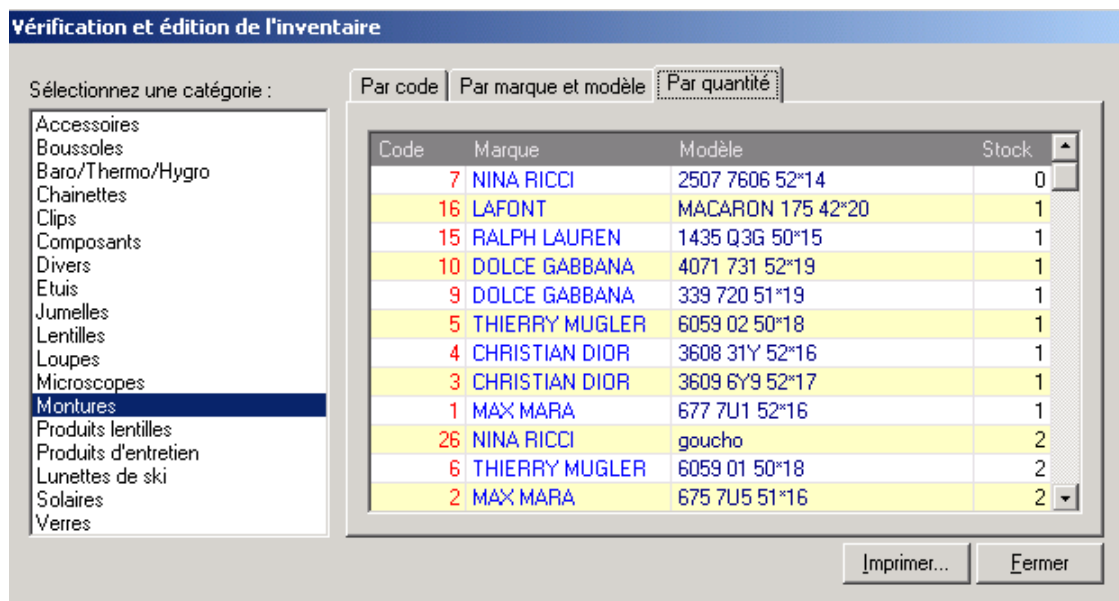 Vérification et édition de l'inventaire
Sélectionnez une catégorie :
Accessoires
Boussoles
Baro/Thermo/Hygro
Chainettes
Clips
Composants
Divers
Etuis
Jumelles
Lentilles
Loupes
Microscopes
Montures
Produits lentilles
Produits d'entretien
Lunettes de ski
Solaires
Verres
Par code Par marque et modèle Par quantité
Code Marque Modèle Stock
7 NINA RICCI 2507 7606 52*14 0
16 LAFONT MACARON 175 42*20 1
15 RALPH LAUREN 1435 Q3G 50*15 1
10 DOLCE GABBANA 4071 731 52*19 1
9 DOLCE GABBANA 339 720 51*19 1
5 THIERRY MUGLER 6059 02 50*18 1
4 CHRISTIAN DIOR 3608 31Y 52*16 1
3 CHRISTIAN DIOR 3609 6Y9 52*17 1
1 MAX MARA 677 7U1 52*16 1
26 NINA RICCI goucho 2
6 THIERRY MUGLER 6059 01 50*18 2
2 MAX MARA 675 7U5 51*16 2
Imprimer... Fermer